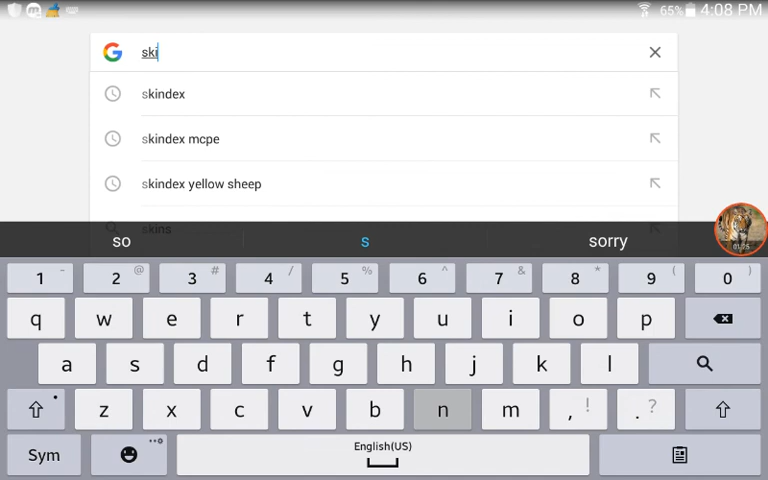 65% 4:08 PM
ski
skindex
skindex mcpe
skindex yellow sheep
skins
so s sorry
1 - 2 @ 3 # 4 / 5 % 6 ^ 7 & 8 * 9 ( 0 )
q w e r t y u i o p
a s d f g h j k l
z x c v b n m , ! . ?
Sym English(US)